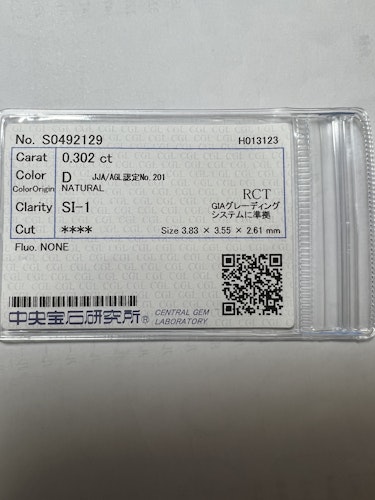 No. S0492129 H013123
Carat 0.302 ct
Color D JJA/AGL認定No. 201
ColorOrigin NATURAL
RCT
Clarity SI-1 GIAグレーディング
システムに準拠
Cut **** Size 3.83 × 3.55 × 2.61 mm
Fluo. NONE
中央宝石研究所® CENTRAL GEM
LABORATORY.